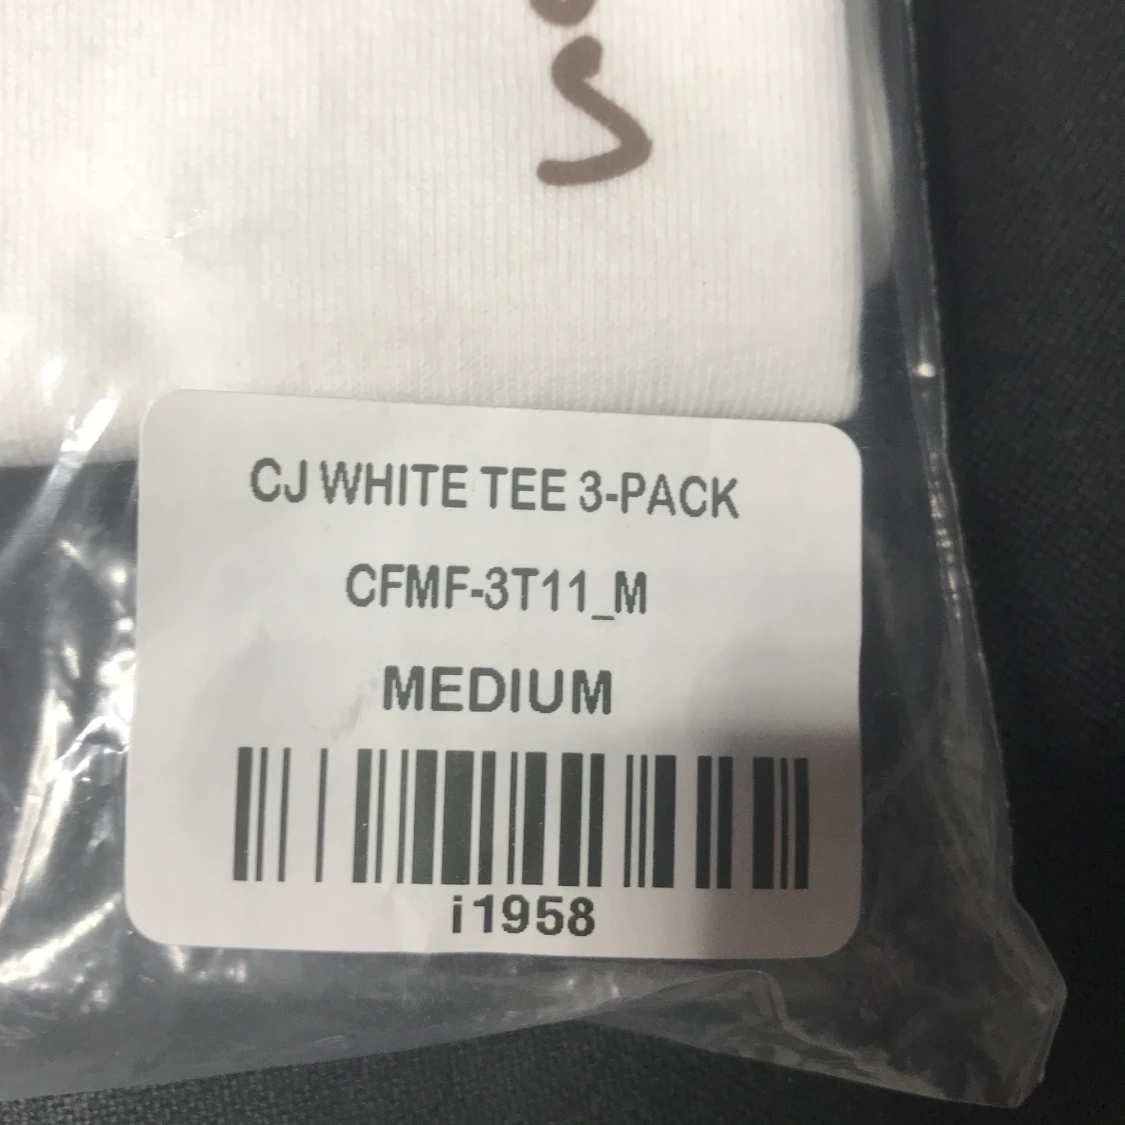 S
CJ WHITE TEE 3-PACK
CFMF-3T11_M
MEDIUM
i1958